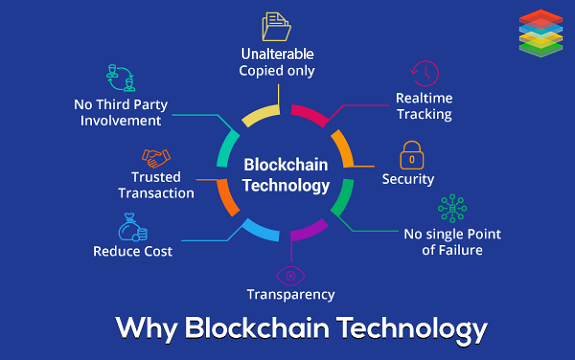 Unalterable
Copied only
Realtime
Tracking
Security
No single Point
of Failure
Transparency
Reduce Cost
Trusted
Transaction
No Third Party
Involvement
Blockchain
Technology
Why Blockchain Technology